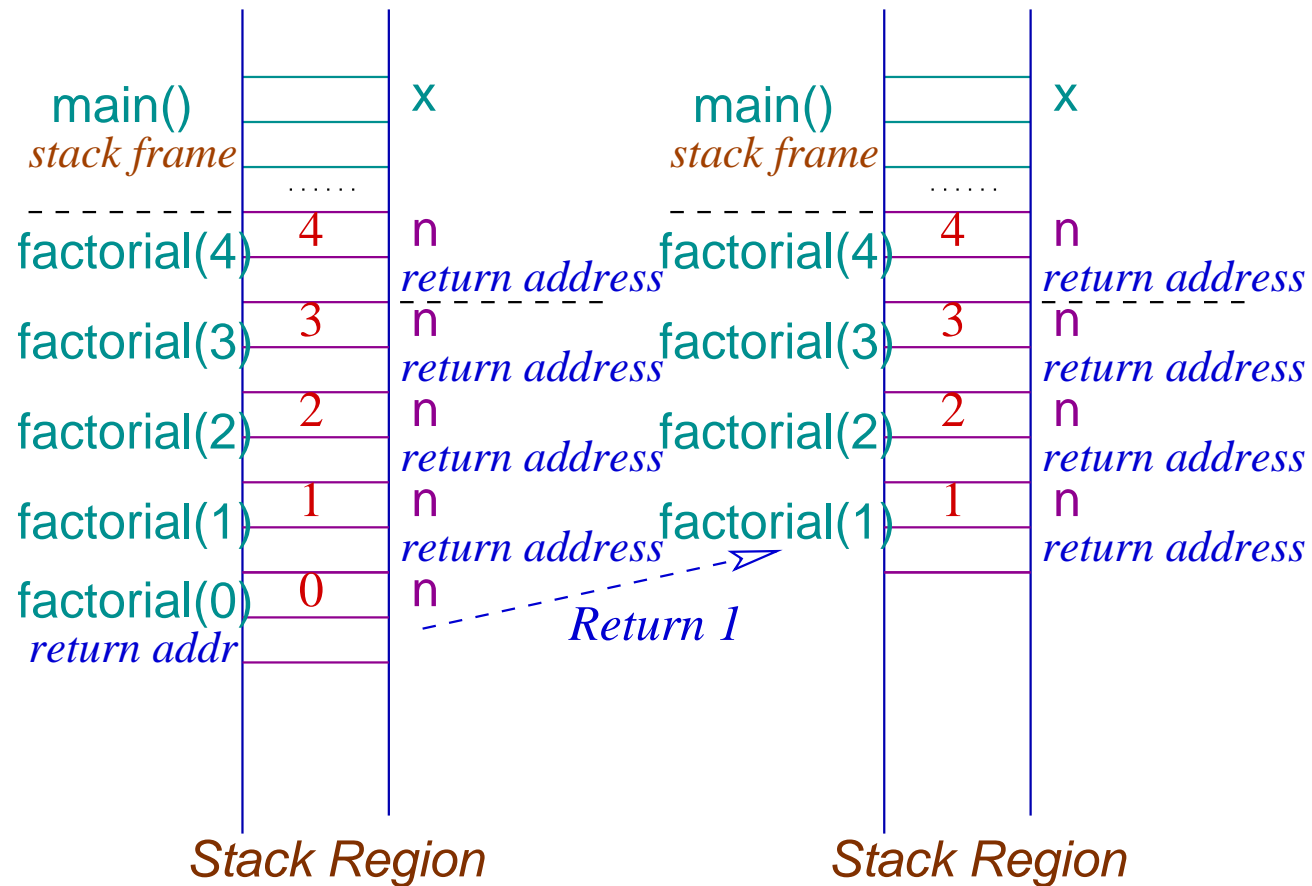 main()
x
stack frame
......
factorial(4)
4
n
return address
factorial(3)
3
n
return address
factorial(2)
2
n
return address
factorial(1)
1
n
return address
factorial(0)
0
n
return addr
Return 1
Stack Region
main()
x
stack frame
......
factorial(4)
4
n
return address
factorial(3)
3
n
return address
factorial(2)
2
n
return address
factorial(1)
1
n
return address
Stack Region